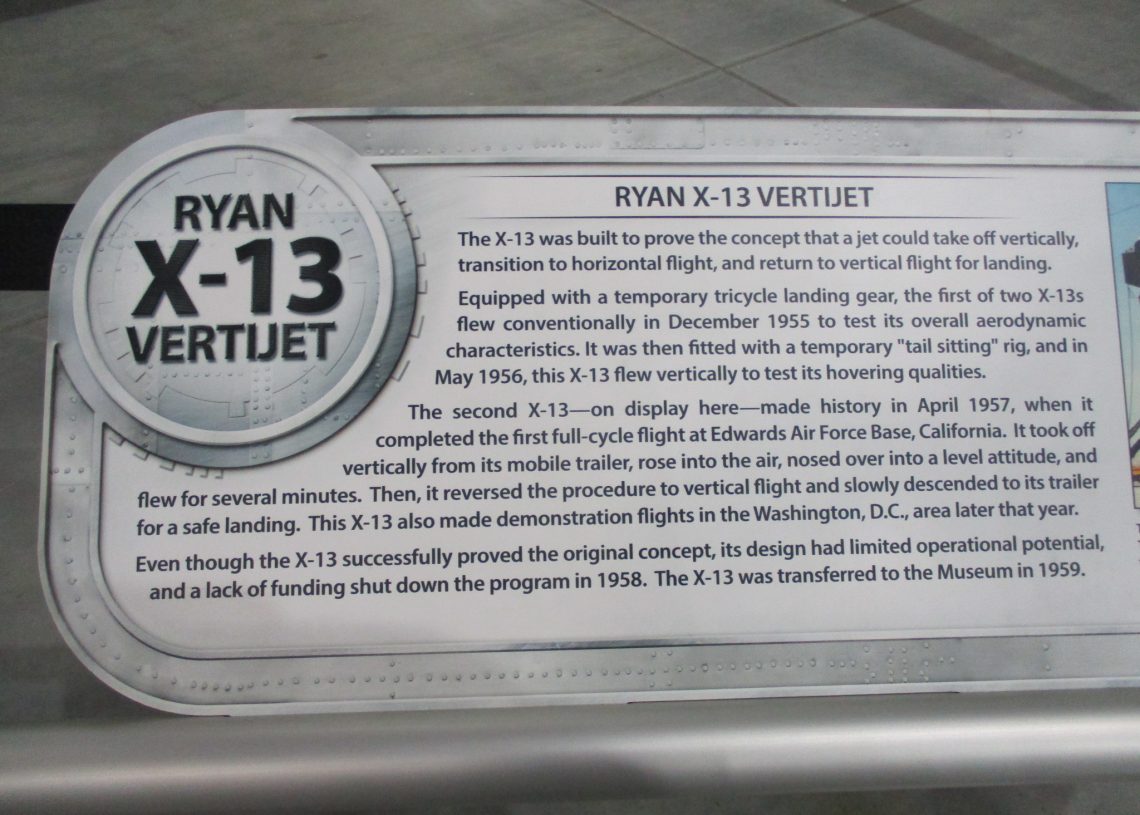 RYAN
X-13
VERTIJET
RYAN X-13 VERTIJET
The X-13 was built to prove the concept that a jet could take off vertically,
transition to horizontal flight, and return to vertical flight for landing.
Equipped with a temporary tricycle landing gear, the first of two X-13s
flew conventionally in December 1955 to test its overall aerodynamic
characteristics. It was then fitted with a temporary "tail sitting" rig, and in
May 1956, this X-13 flew vertically to test its hovering qualities.
The second X-13—on display here—made history in April 1957, when it
completed the first full-cycle flight at Edwards Air Force Base, California. It took off
vertically from its mobile trailer, rose into the air, nosed over into a level attitude, and
flew for several minutes. Then, it reversed the procedure to vertical flight and slowly descended to its trailer
for a safe landing. This X-13 also made demonstration flights in the Washington, D.C., area later that year.
Even though the X-13 successfully proved the original concept, its design had limited operational potential,
and a lack of funding shut down the program in 1958. The X-13 was transferred to the Museum in 1959.